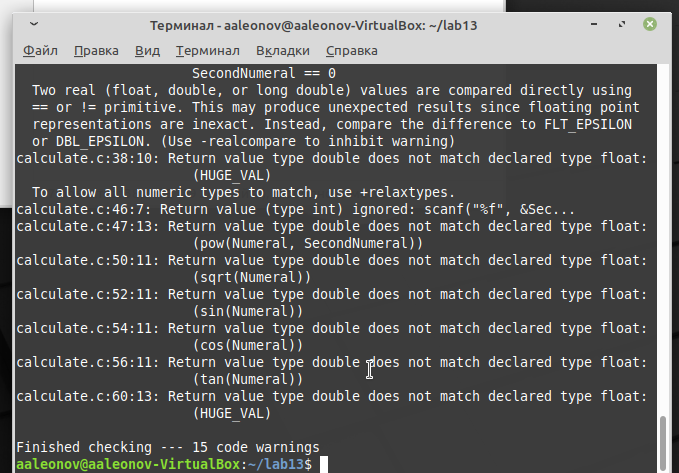 Терминал - aaleonov@aaleonov-VirtualBox: ~/lab13
Файл Правка Вид Терминал Вкладки Справка
SecondNumeral == 0
Two real (float, double, or long double) values are compared directly using
== or != primitive. This may produce unexpected results since floating point
representations are inexact. Instead, compare the difference to FLT_EPSILON
or DBL_EPSILON. (Use -realcompare to inhibit warning)
calculate.c:38:10: Return value type double does not match declared type float:
(HUGE_VAL)
To allow all numeric types to match, use +relaxtypes.
calculate.c:46:7: Return value (type int) ignored: scanf("%f", &Sec...
calculate.c:47:13: Return value type double does not match declared type float:
(pow(Numeral, SecondNumeral))
calculate.c:50:11: Return value type double does not match declared type float:
(sqrt(Numeral))
calculate.c:52:11: Return value type double does not match declared type float:
(sin(Numeral))
calculate.c:54:11: Return value type double does not match declared type float:
(cos(Numeral))
calculate.c:56:11: Return value type double does not match declared type float:
(tan(Numeral))
calculate.c:60:13: Return value type double does not match declared type float:
(HUGE_VAL)
Finished checking --- 15 code warnings
aaleonov@aaleonov-VirtualBox:~/lab13$